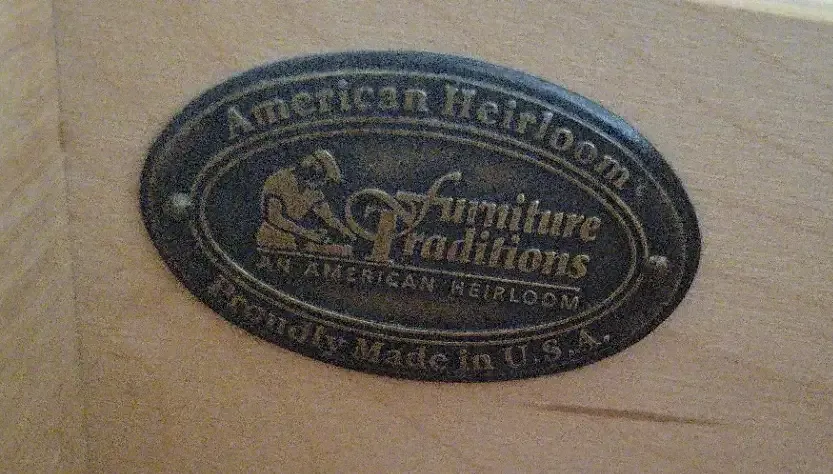 American Heirloom
Furniture
Traditions
AN AMERICAN HEIRLOOM
Proudly Made in U.S.A.